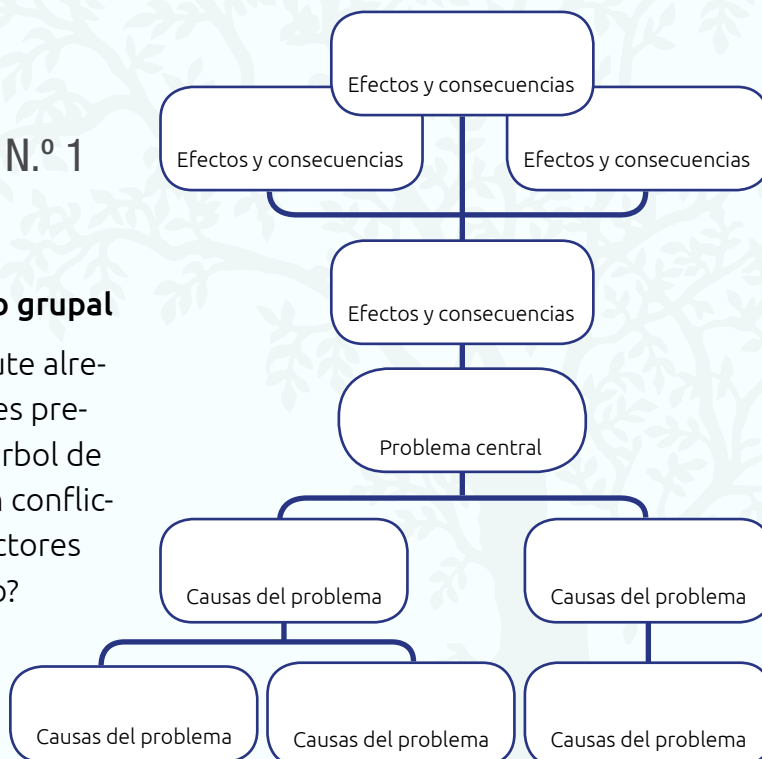 N.º 1
o grupal
ute alre-
es pre-
rbol de
n conflic-
ctores
o?
Efectos y consecuencias
Efectos y consecuencias
Efectos y consecuencias
Efectos y consecuencias
Problema central
Causas del problema
Causas del problema
Causas del problema
Causas del problema
Causas del problema